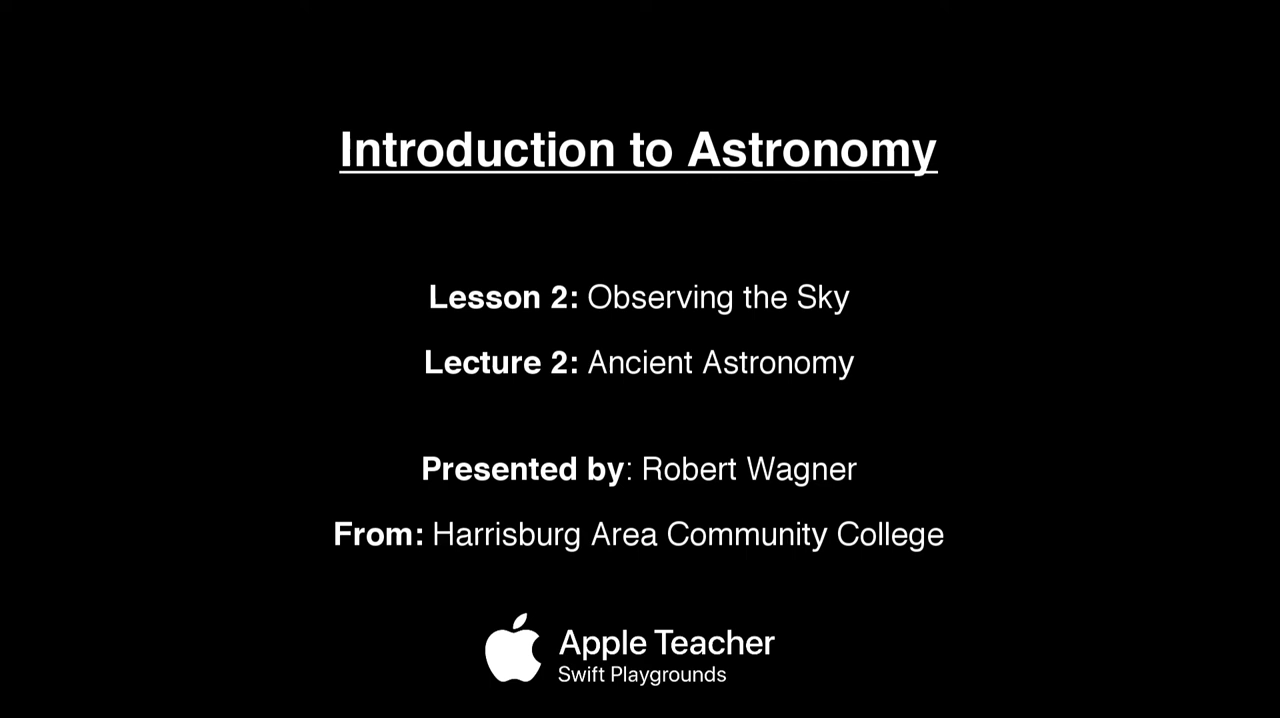 Introduction to Astronomy
Lesson 2: Observing the Sky
Lecture 2: Ancient Astronomy
Presented by: Robert Wagner
From: Harrisburg Area Community College
Apple Teacher
Swift Playgrounds